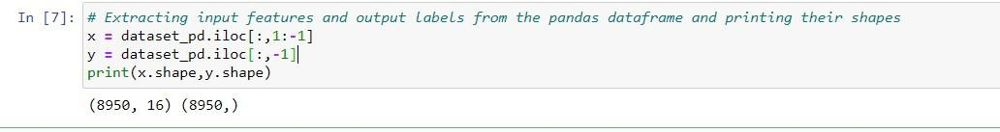 In [7]: # Extracting input features and output labels from the pandas dataframe and printing their shapes
x = dataset_pd.iloc[:,1:-1]
y = dataset_pd.iloc[:,-1]
print(x.shape,y.shape)
(8950, 16) (8950,)